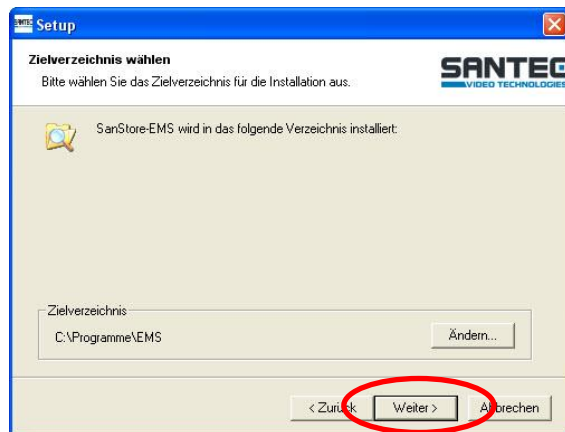 Setup
Zielverzeichnis wählen
Bitte wählen Sie das Zielverzeichnis für die Installation aus.
SANTEC
VIDEO TECHNOLOGIES
SanStore-EMS wird in das folgende Verzeichnis installiert:
Zielverzeichnis
C:\Programme\EMS
Ändern...
< Zurück
Weiter >
Abbrechen